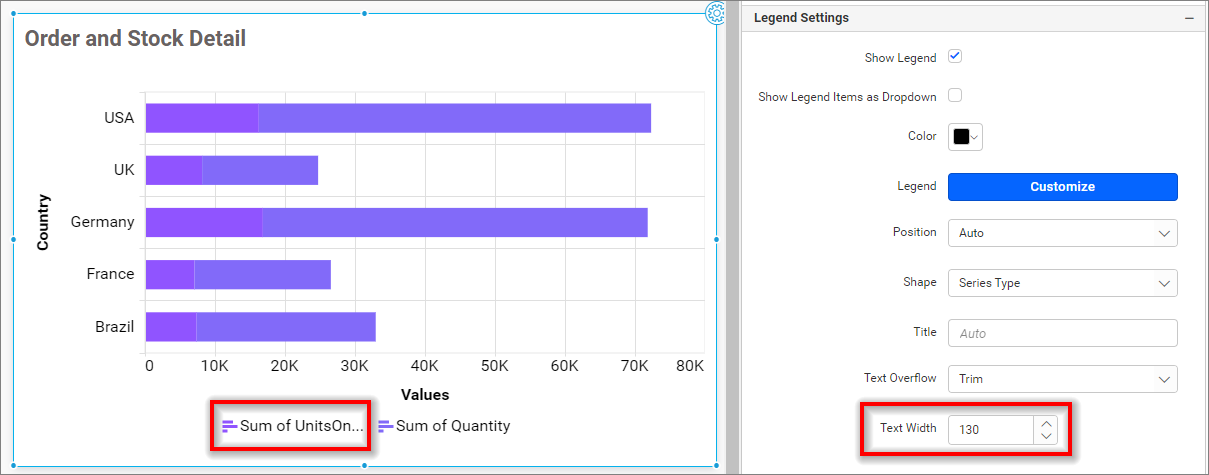 Order and Stock Detail
Country
USA
UK
Germany
France
Brazil
0 10K 20K 30K 40K 50K 60K 70K 80K
Values
Sum of UnitsOn... Sum of Quantity
Legend Settings
Show Legend
Show Legend Items as Dropdown
Color
Legend Customize
Position Auto
Shape Series Type
Title Auto
Text Overflow Trim
Text Width 130